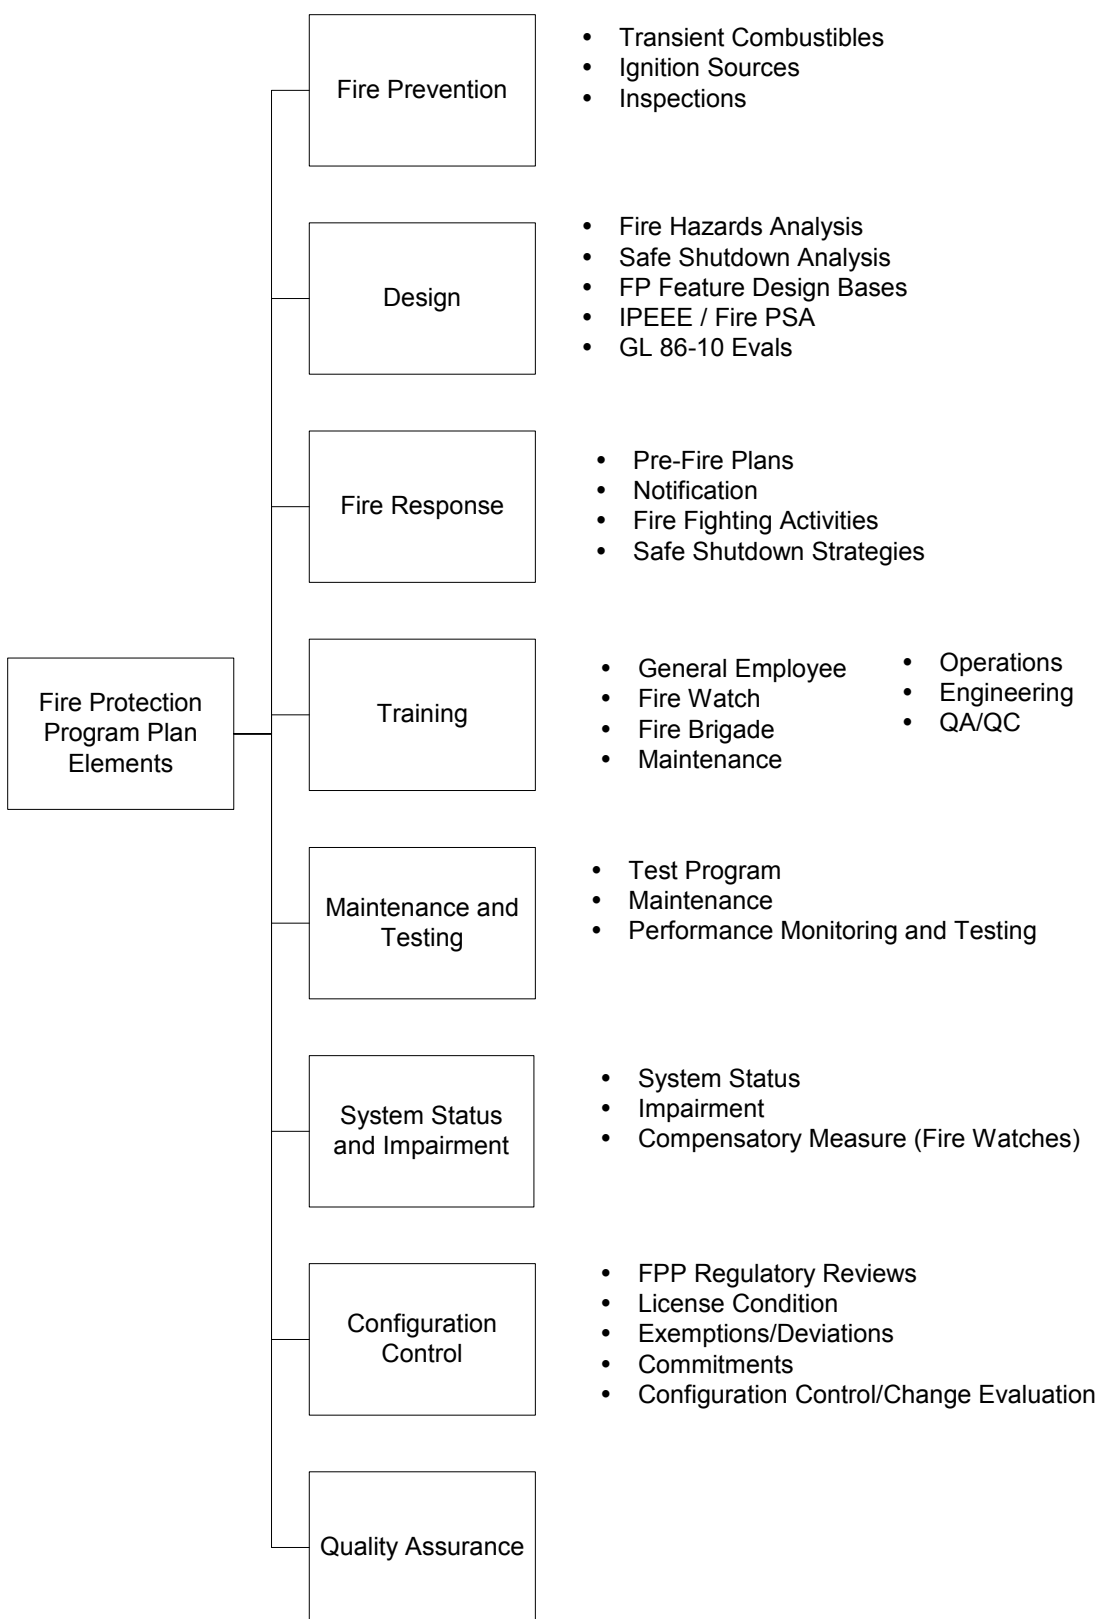 Fire Prevention
• Transient Combustibles
• Ignition Sources
• Inspections
Design
• Fire Hazards Analysis
• Safe Shutdown Analysis
• FP Feature Design Bases
• IPEEE / Fire PSA
• GL 86-10 Evals
Fire Response
• Pre-Fire Plans
• Notification
• Fire Fighting Activities
• Safe Shutdown Strategies
Fire Protection
Program Plan
Elements
Training
• General Employee
• Fire Watch
• Fire Brigade
• Maintenance
• Operations
• Engineering
• QA/QC
Maintenance and
Testing
• Test Program
• Maintenance
• Performance Monitoring and Testing
System Status
and Impairment
• System Status
• Impairment
• Compensatory Measure (Fire Watches)
Configuration
Control
• FPP Regulatory Reviews
• License Condition
• Exemptions/Deviations
• Commitments
• Configuration Control/Change Evaluation
Quality Assurance